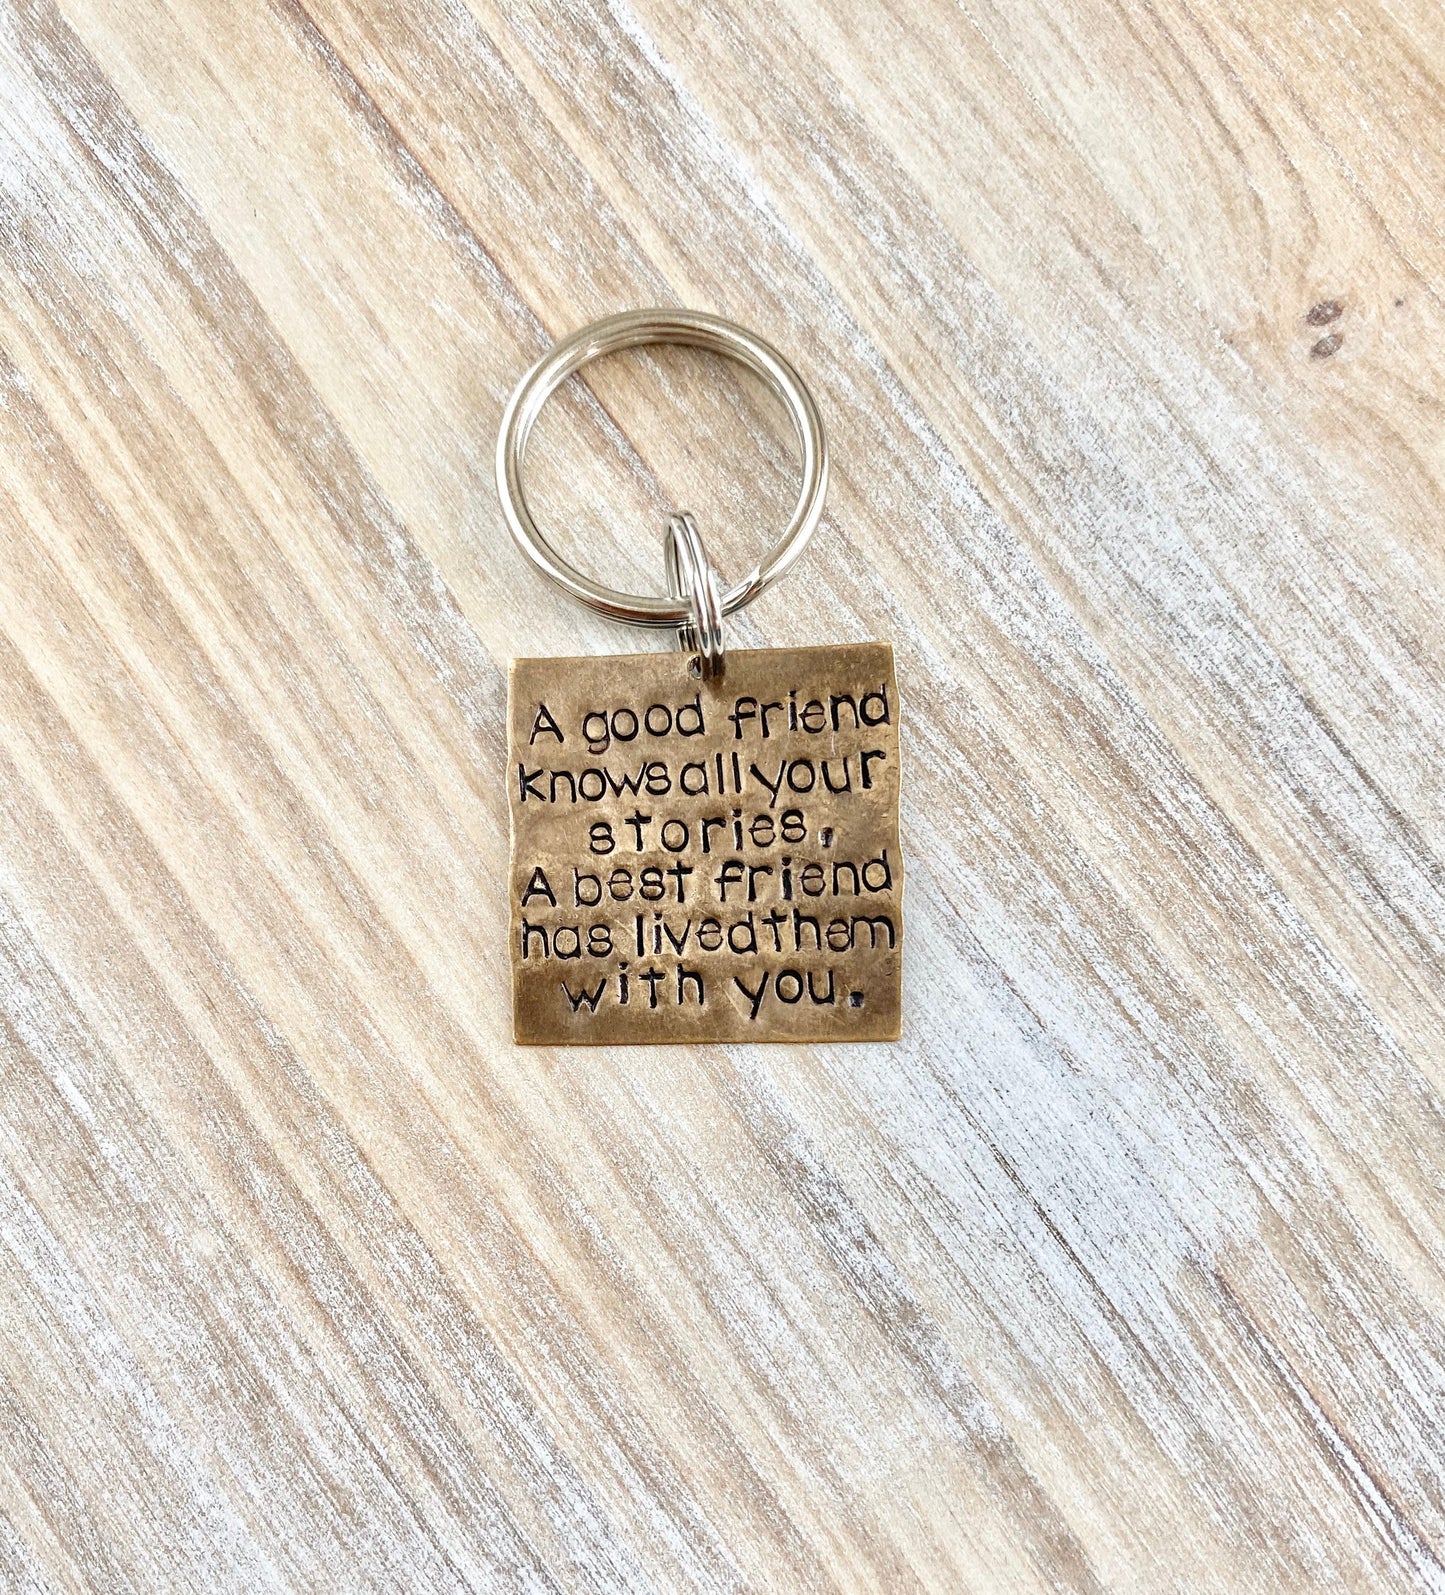 A good friend
knows all your
stories.
A best friend
has lived them
with you.